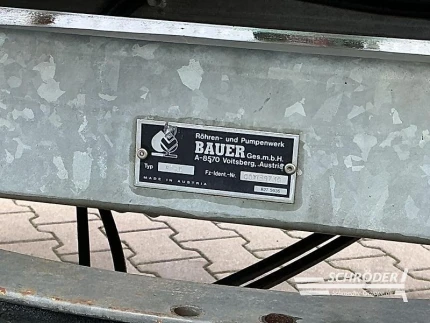 Röhren- und Pumpenwerk
BAUER Ges.m.b.H.
A-8570 Voitsberg, Austria
Typ
Fz-Ident.-Nr.
MADE IN AUSTRIA
SCHRÖDER